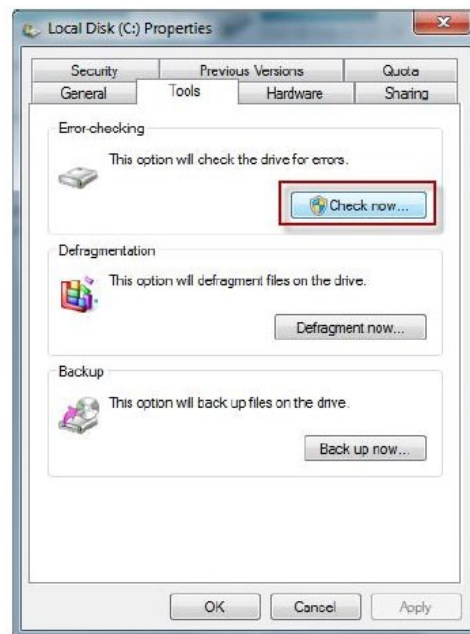 Local Disk (C:) Properties
Security Previous Versions Quota
General Tools Hardware Sharing
Error-checking
This option will check the drive for errors.
Check now...
Defragmentation
This option will defragment files on the drive.
Defragment now...
Backup
This option will back up files on the drive.
Back up now...
OK Cancel Apply